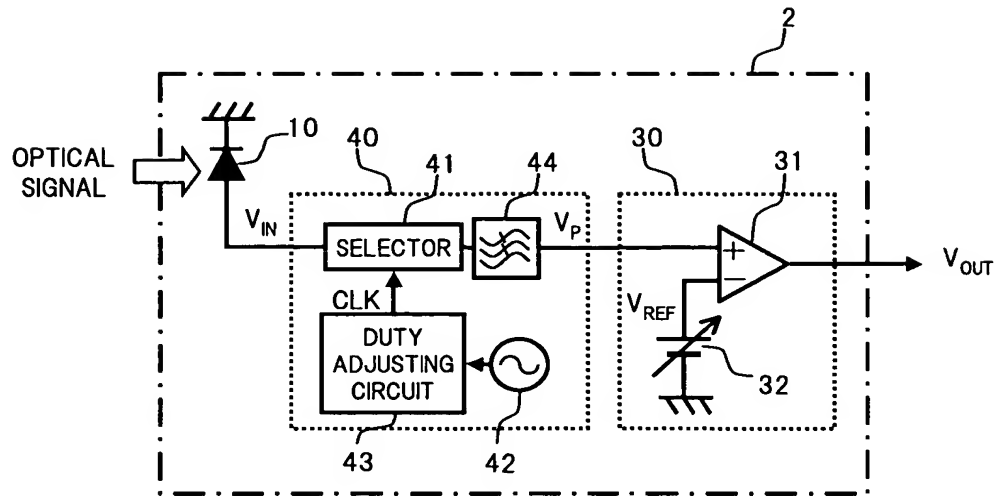 2
10
40
41
44
30
31
OPTICAL
SIGNAL
V_IN
SELECTOR
V_P
V_OUT
CLK
V_REF
DUTY
ADJUSTING
CIRCUIT
32
43
42